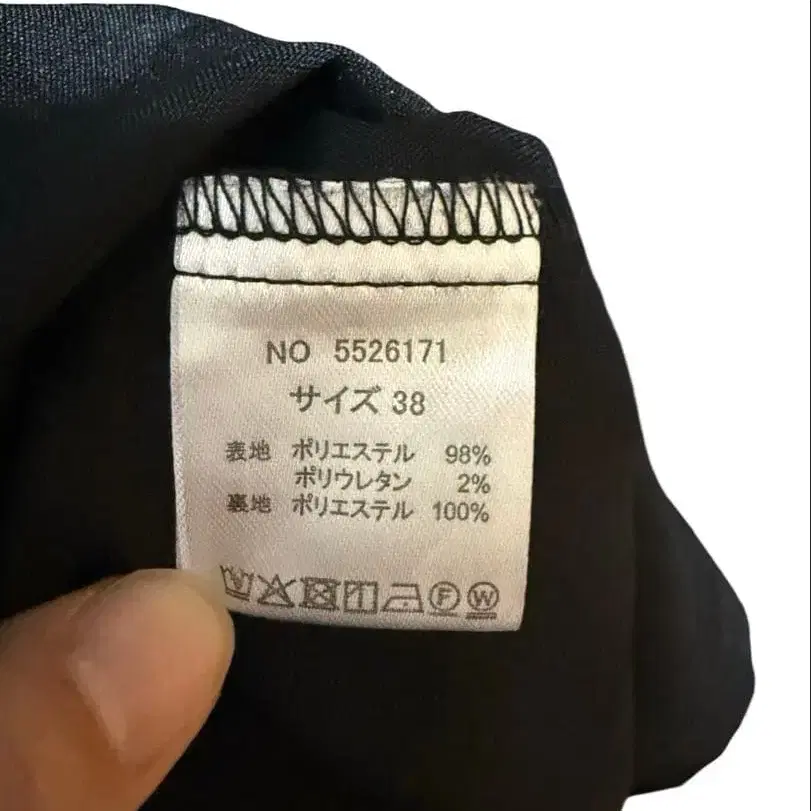 NO 5526171
サイズ 38
表地 ポリエステル 98%
ポリウレタン 2%
裏地 ポリエステル 100%
F W